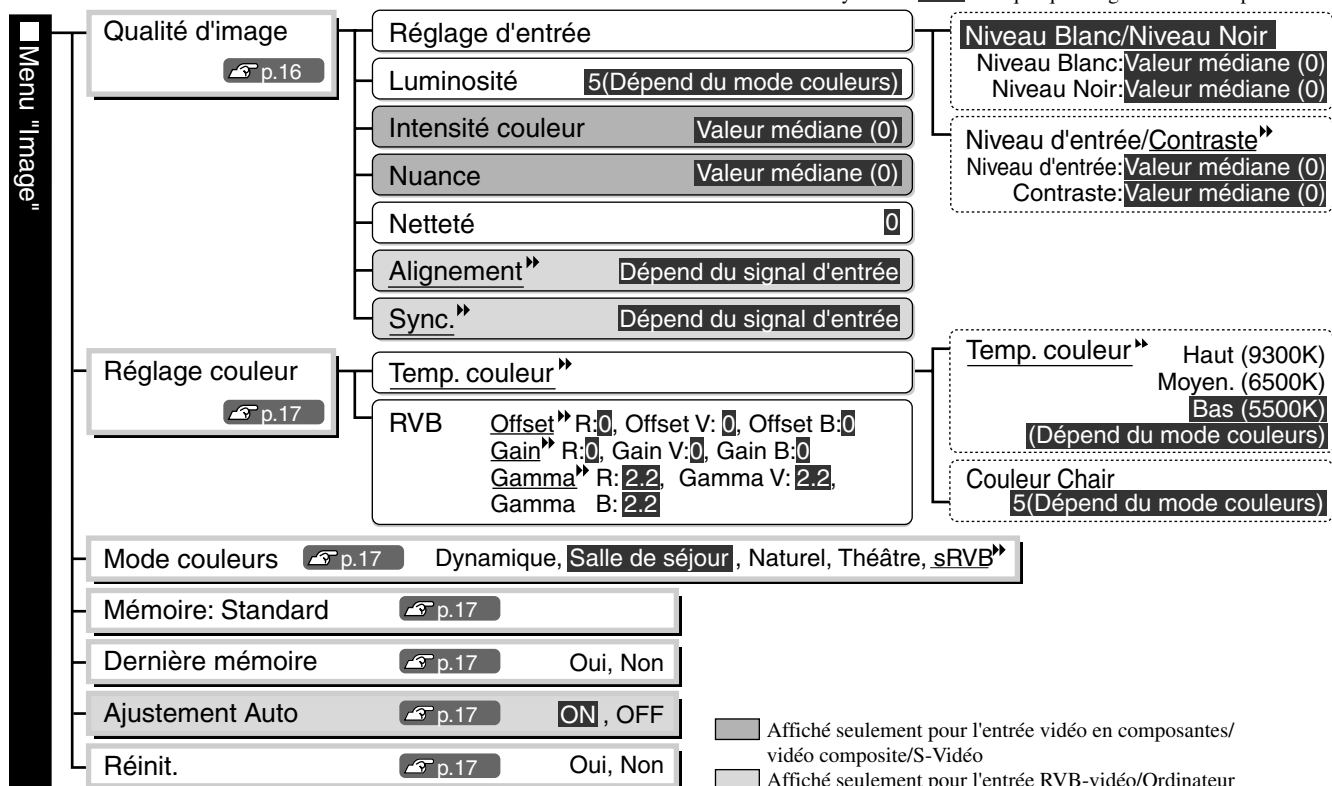 ■Menu "Image"
Qualité d'image
p.16
Réglage d'entrée
Niveau Blanc/Niveau Noir
Niveau Blanc:Valeur médiane (0)
Niveau Noir:Valeur médiane (0)
Luminosité 5(Dépend du mode couleurs)
Intensité couleur Valeur médiane (0)
Niveau d'entrée/Contraste
Niveau d'entrée:Valeur médiane (0)
Contraste:Valeur médiane (0)
Nuance Valeur médiane (0)
Netteté 0
Alignement Dépend du signal d'entrée
Sync. Dépend du signal d'entrée
Réglage couleur
p.17
Temp. couleur
Temp. couleur Haut (9300K)
Moyen. (6500K)
Bas (5500K)
(Dépend du mode couleurs)
RVB Offset R:0, Offset V: 0, Offset B:0
Gain R:0, Gain V:0, Gain B:0
Gamma R: 2.2, Gamma V: 2.2,
Gamma B: 2.2
Couleur Chair
5(Dépend du mode couleurs)
Mode couleurs p.17 Dynamique, Salle de séjour , Naturel, Théâtre, sRVB
Mémoire: Standard p.17
Dernière mémoire p.17 Oui, Non
Ajustement Auto p.17 ON , OFF
Réinit. p.17 Oui, Non
Affiché seulement pour l'entrée vidéo en composantes/
vidéo composite/S-Vidéo
Affiché seulement pour l'entrée RVB-vidéo/Ordinateur